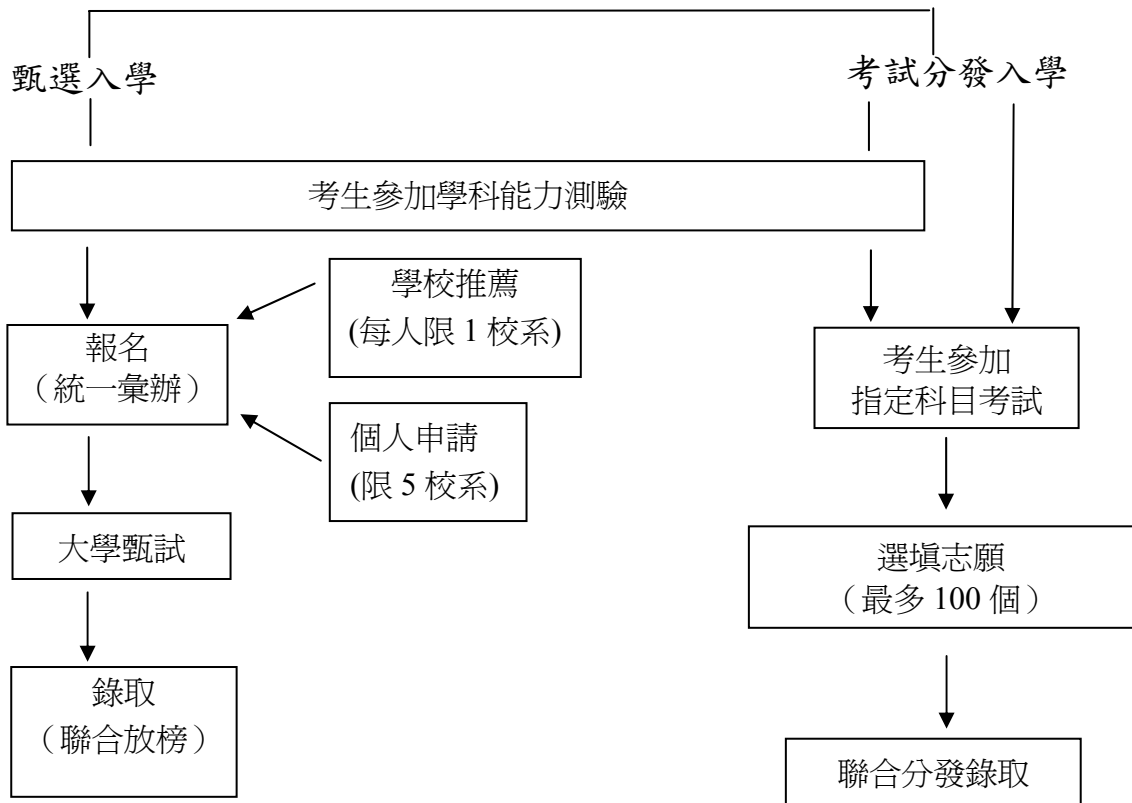 甄選入學
考試分發入學
考生參加學科能力測驗
學校推薦
(每人限 1 校系)
報名
（統一彙辦）
考生參加
指定科目考試
個人申請
(限 5 校系)
大學甄試
選填志願
（最多 100 個）
錄取
（聯合放榜）
聯合分發錄取